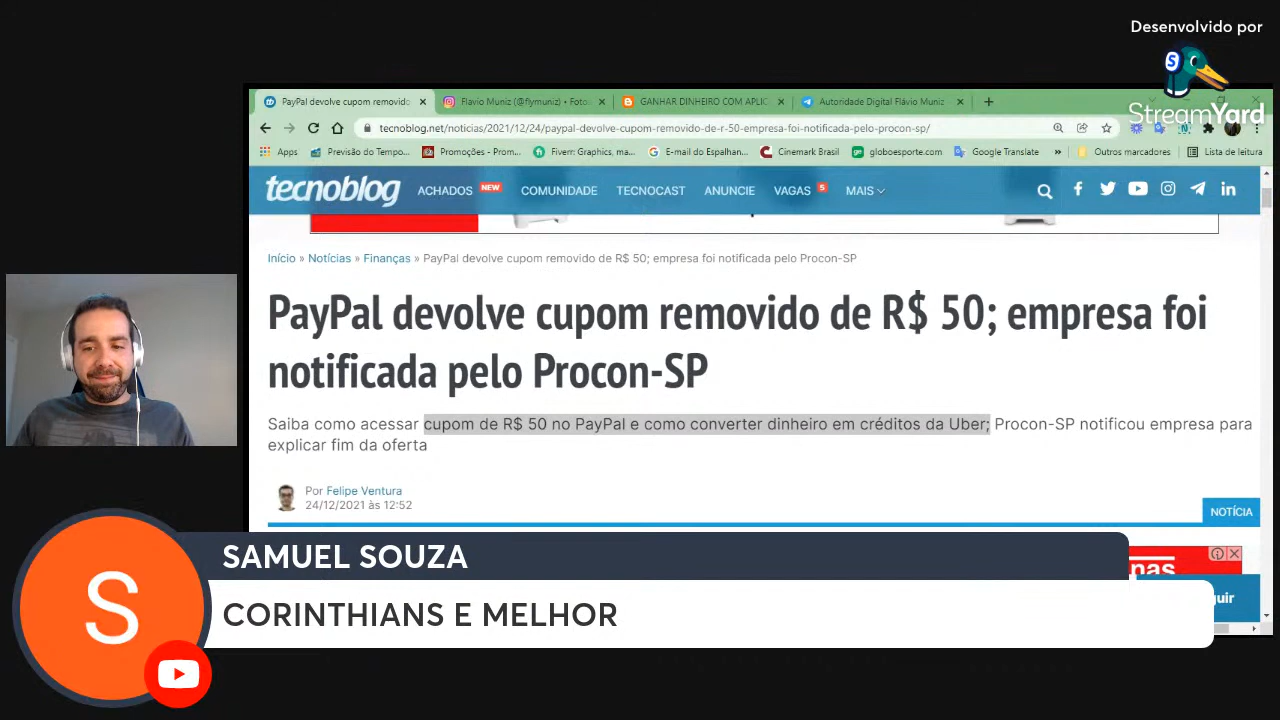 Desenvolvido por
StreamYard
PayPal devolve cupom removido
Flavio Muniz (@flymuniz) • Foto
GANHAR DINHEIRO COM APLIC
Autoridade Digital Flávio Muniz
tecnoblog.net/noticias/2021/12/24/paypal-devolve-cupom-removido-de-r-50-empresa-foi-notificada-pelo-procon-sp/
Apps
Previsão do Tempo...
Promoções - Prom...
Fiverr: Graphics, ma...
E-mail do Espalhan...
Cinemark Brasil
globoesporte.com
Google Translate
»
Outros marcadores
Lista de leitura
tecnoblog
ACHADOS NEW
COMUNIDADE
TECNOCAST
ANUNCIE
VAGAS 5
MAIS
Início » Notícias » Finanças » PayPal devolve cupom removido de R$ 50; empresa foi notificada pelo Procon-SP
PayPal devolve cupom removido de R$ 50; empresa foi
notificada pelo Procon-SP
Saiba como acessar cupom de R$ 50 no PayPal e como converter dinheiro em créditos da Uber; Procon-SP notificou empresa para
explicar fim da oferta
Por Felipe Ventura
24/12/2021 às 12:52
NOTÍCIA
S
SAMUEL SOUZA
CORINTHIANS E MELHOR